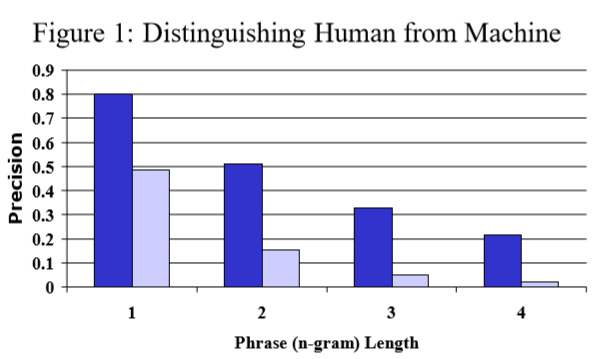 Figure 1: Distinguishing Human from Machine
0.9
0.8
0.7
0.6
0.5
0.4
0.3
0.2
0.1
0
Precision
1 2 3 4
Phrase (n-gram) Length